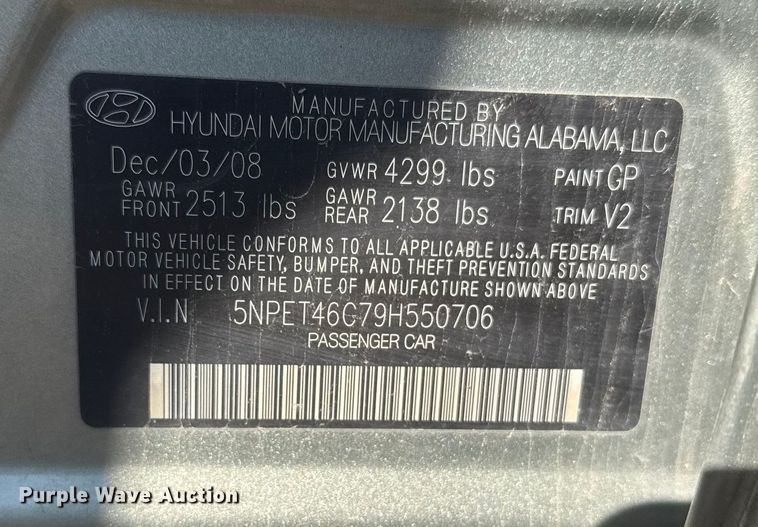 MANUFACTURED BY
HYUNDAI MOTOR MANUFACTURING ALABAMA, LLC
Dec/03/08 GVWR 4299 lbs PAINT GP
GAWR FRONT 2513 lbs GAWR REAR 2138 lbs TRIM V2
THIS VEHICLE CONFORMS TO ALL APPLICABLE U.S.A. FEDERAL
MOTOR VEHICLE SAFETY, BUMPER, AND THEFT PREVENTION STANDARDS
IN EFFECT ON THE DATE OF MANUFACTURE SHOWN ABOVE
V.I.N 5NPET46C79H550706
PASSENGER CAR
Purple Wave Auction
purplewave.com